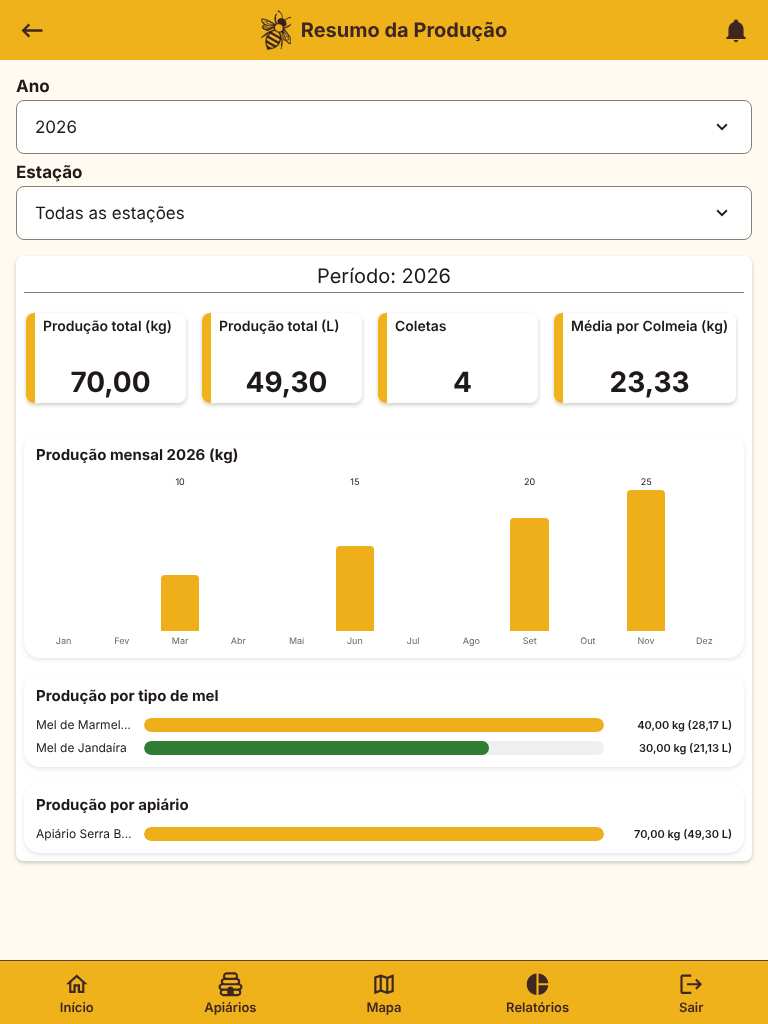 Resumo da Produção
Ano
2026
Estação
Todas as estações
Período: 2026
Produção total (kg)
70,00
Produção total (L)
49,30
Coletas
4
Média por Colmeia (kg)
23,33
Produção mensal 2026 (kg)
10 15 20 25
Jan Fev Mar Abr Mai Jun Jul Ago Set Out Nov Dez
Produção por tipo de mel
Mel de Marmel... 40,00 kg (28,17 L)
Mel de Jandaíra 30,00 kg (21,13 L)
Produção por apiário
Apiário Serra B... 70,00 kg (49,30 L)
Início Apiários Mapa Relatórios Sair